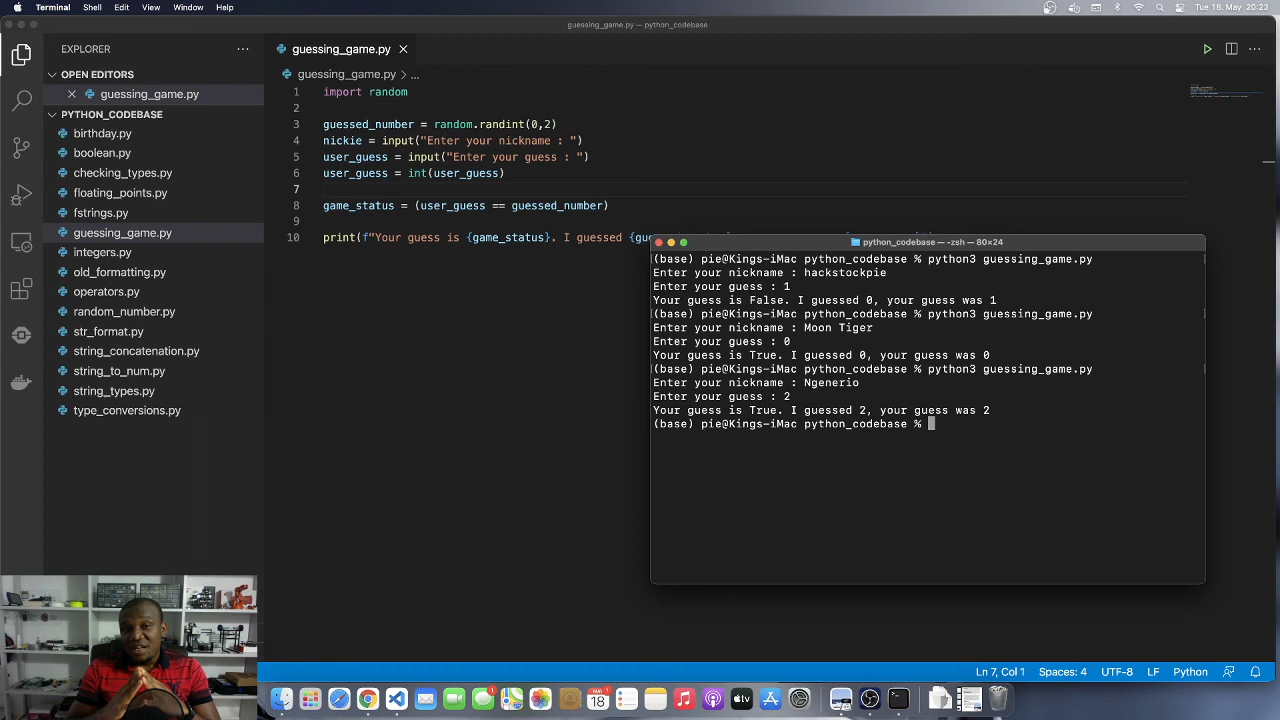 Terminal Shell Edit View Window Help Tue 18. May 20:23
guessing_game.py — python_codebase
EXPLORER
OPEN EDITORS
guessing_game.py
PYTHON_CODEBASE
birthday.py
boolean.py
checking_types.py
floating_points.py
fstrings.py
guessing_game.py
integers.py
old_formatting.py
operators.py
random_number.py
str_format.py
string_concatenation.py
string_to_num.py
string_types.py
type_conversions.py
guessing_game.py
guessing_game.py > ...
1 import random
2
3 guessed_number = random.randint(0,2)
4 nickie = input("Enter your nickname : ")
5 user_guess = input("Enter your guess : ")
6 user_guess = int(user_guess)
7
8 game_status = (user_guess == guessed_number)
9
10 print(f"Your guess is {game_status}. I guessed {
python_codebase — -zsh — 80×24
(base) pie@Kings-iMac python_codebase % python3 guessing_game.py
Enter your nickname : hackstockpie
Enter your guess : 1
Your guess is False. I guessed 0, your guess was 1
(base) pie@Kings-iMac python_codebase % python3 guessing_game.py
Enter your nickname : Moon Tiger
Enter your guess : 0
Your guess is True. I guessed 0, your guess was 0
(base) pie@Kings-iMac python_codebase % python3 guessing_game.py
Enter your nickname : Ngenerio
Enter your guess : 2
Your guess is True. I guessed 2, your guess was 2
(base) pie@Kings-iMac python_codebase %
Ln 7, Col 1 Spaces: 4 UTF-8 LF Python
MAY
18